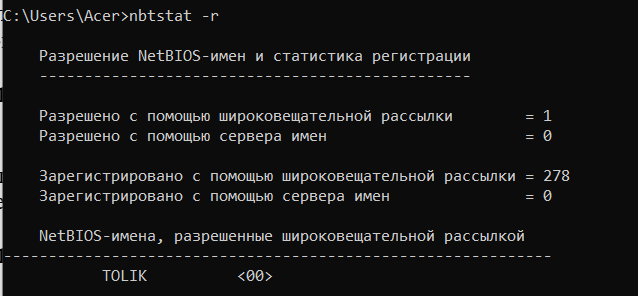 C:\Users\Acer>nbtstat -r
Разрешение NetBIOS-имен и статистика регистрации
------------------------------------------------
Разрешено с помощью широковещательной рассылки = 1
Разрешено с помощью сервера имен = 0
Зарегистрировано с помощью широковещательной рассылки = 278
Зарегистрировано с помощью сервера имен = 0
NetBIOS-имена, разрешенные широковещательной рассылкой
-------------------------------------------------------------
TOLIK <00>